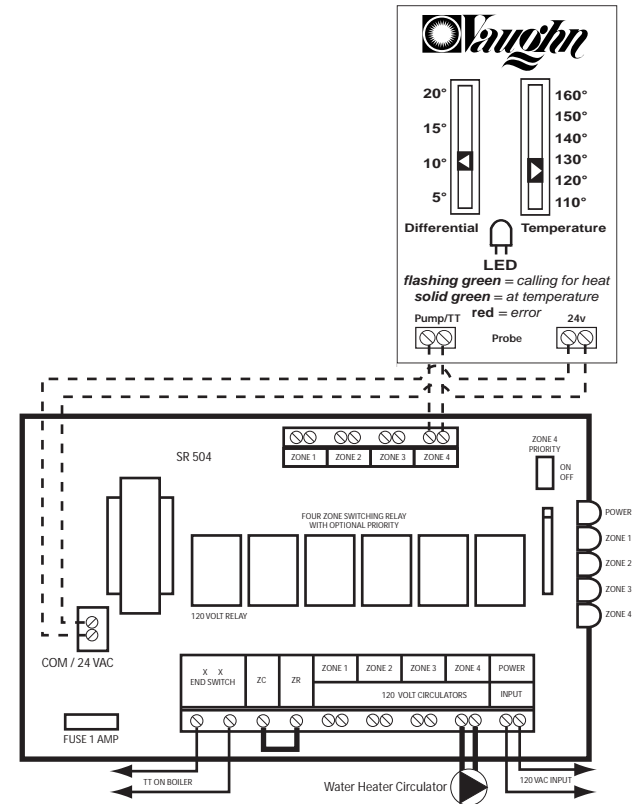 Vaughn
20° 160°
150°
15° 140°
10° 130°
120°
5° 110°
Differential Temperature
LED
flashing green = calling for heat
solid green = at temperature
red = error
Pump/TT Probe 24v
SR 504
ZONE 1 ZONE 2 ZONE 3 ZONE 4
ZONE 4
PRIORITY
ON
OFF
FOUR ZONE SWITCHING RELAY
WITH OPTIONAL PRIORITY
POWER
ZONE 1
ZONE 2
ZONE 3
ZONE 4
120 VOLT RELAY
COM / 24 VAC
X X
END SWITCH
ZC
ZR
ZONE 1 ZONE 2 ZONE 3 ZONE 4 POWER
120 VOLT CIRCULATORS INPUT
FUSE 1 AMP
TT ON BOILER
Water Heater Circulator
120 VAC INPUT